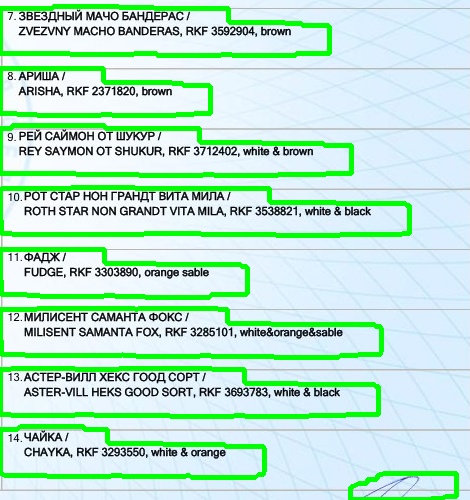 7. ЗВЕЗДНЫЙ МАЧО БАНДЕРАС /
ZVEZVNY MACHO BANDERAS, RKF 3592904, brown
8. АРИША /
ARISHA, RKF 2371820, brown
9. РЕЙ САЙМОН ОТ ШУКУР /
REY SAYMON OT SHUKUR, RKF 3712402, white & brown
10. РОТ СТАР НОН ГРАНДТ ВИТА МИЛА /
ROTH STAR NON GRANDT VITA MILA, RKF 3538821, white & black
11. ФАДЖ /
FUDGE, RKF 3303890, orange sable
12. МИЛИСЕНТ САМАНТА ФОКС /
MILISENT SAMANTA FOX, RKF 3285101, white&orange&sable
13. АСТЕР-ВИЛЛ ХЕКС ГООД СОРТ /
ASTER-VILL HEKS GOOD SORT, RKF 3693783, white & black
14. ЧАЙКА /
CHAYKA, RKF 3293550, white & orange